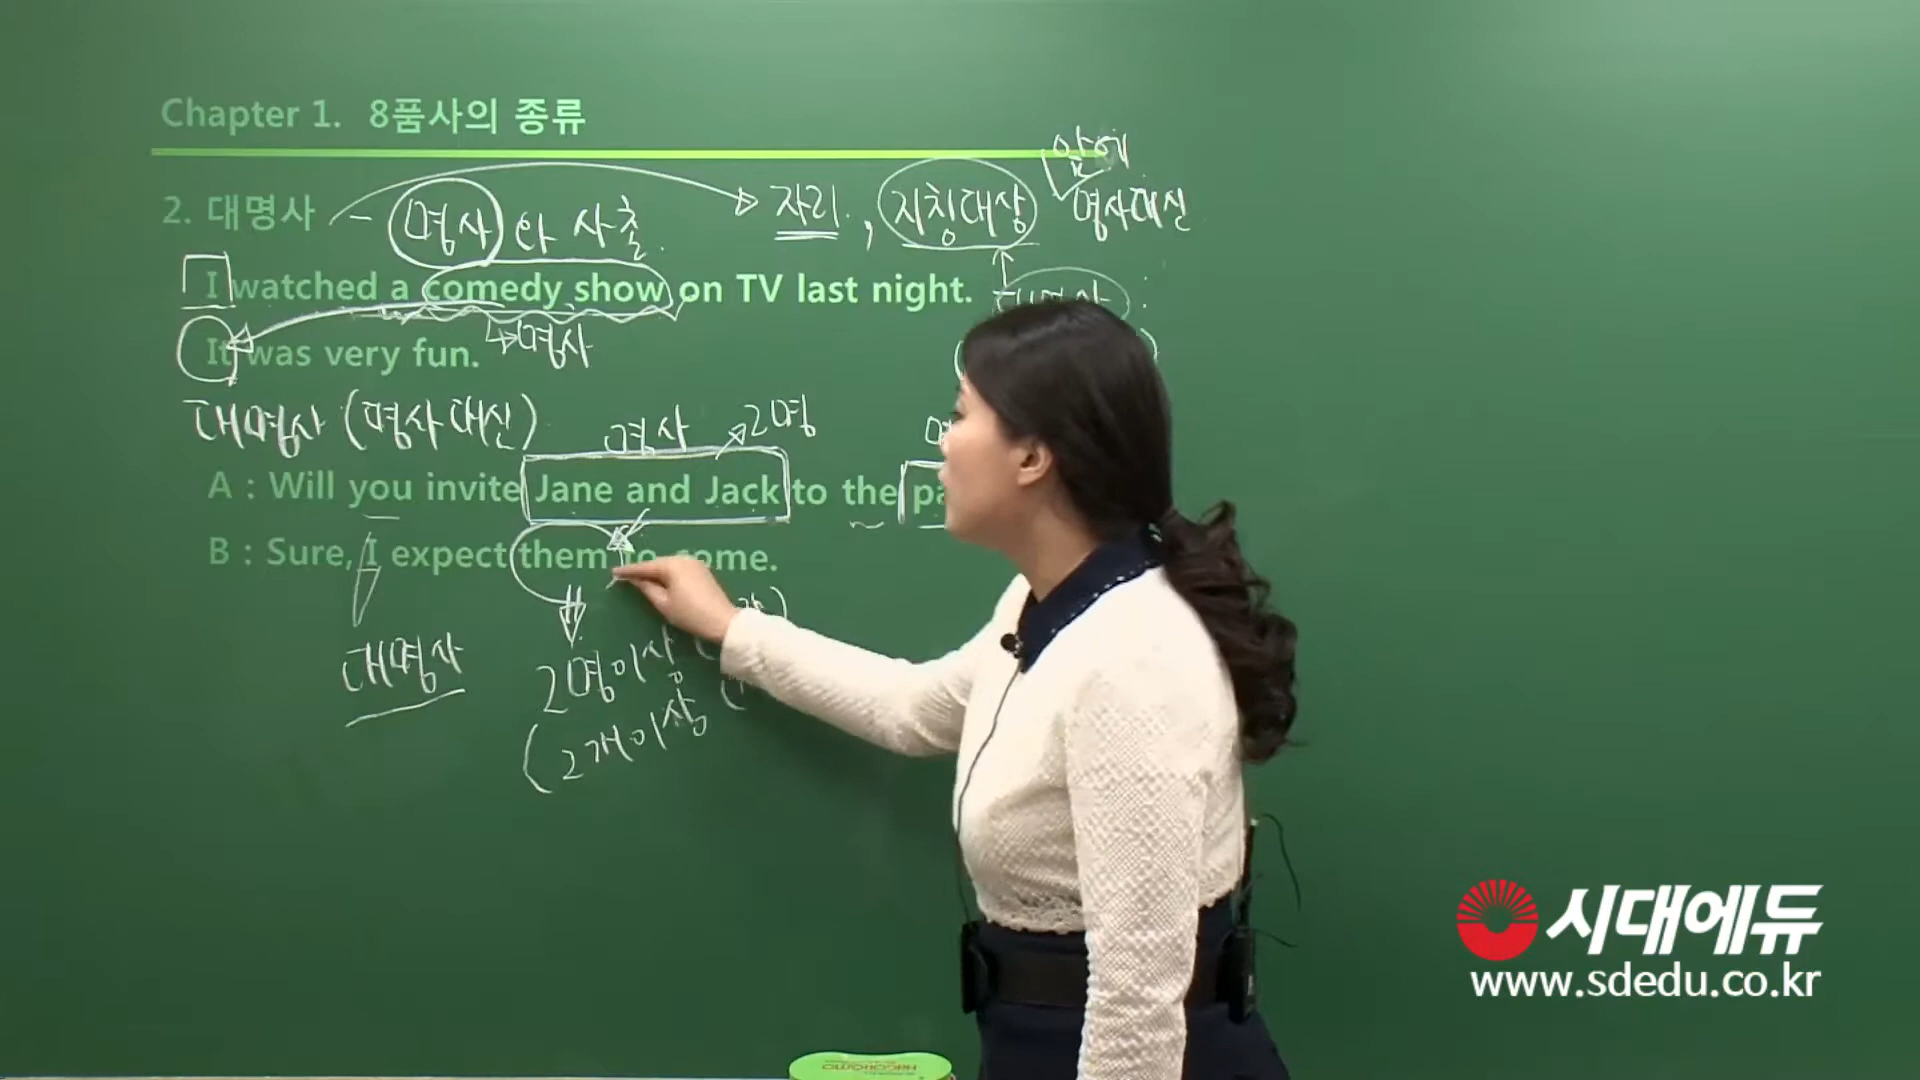 Chapter 1. 8품사의 종류
앞에
2. 대명사 - 명사 와 사촌. 자리, 지칭대상 명사대신
I watched a comedy show on TV last night.
It was very fun. 명사
대명사 (명사 대신) 명사 2명
A : Will you invite Jane and Jack to the
B : Sure, I expect them to come.
대명사 2명이상
(2개이상
시대에듀
www.sdedu.co.kr